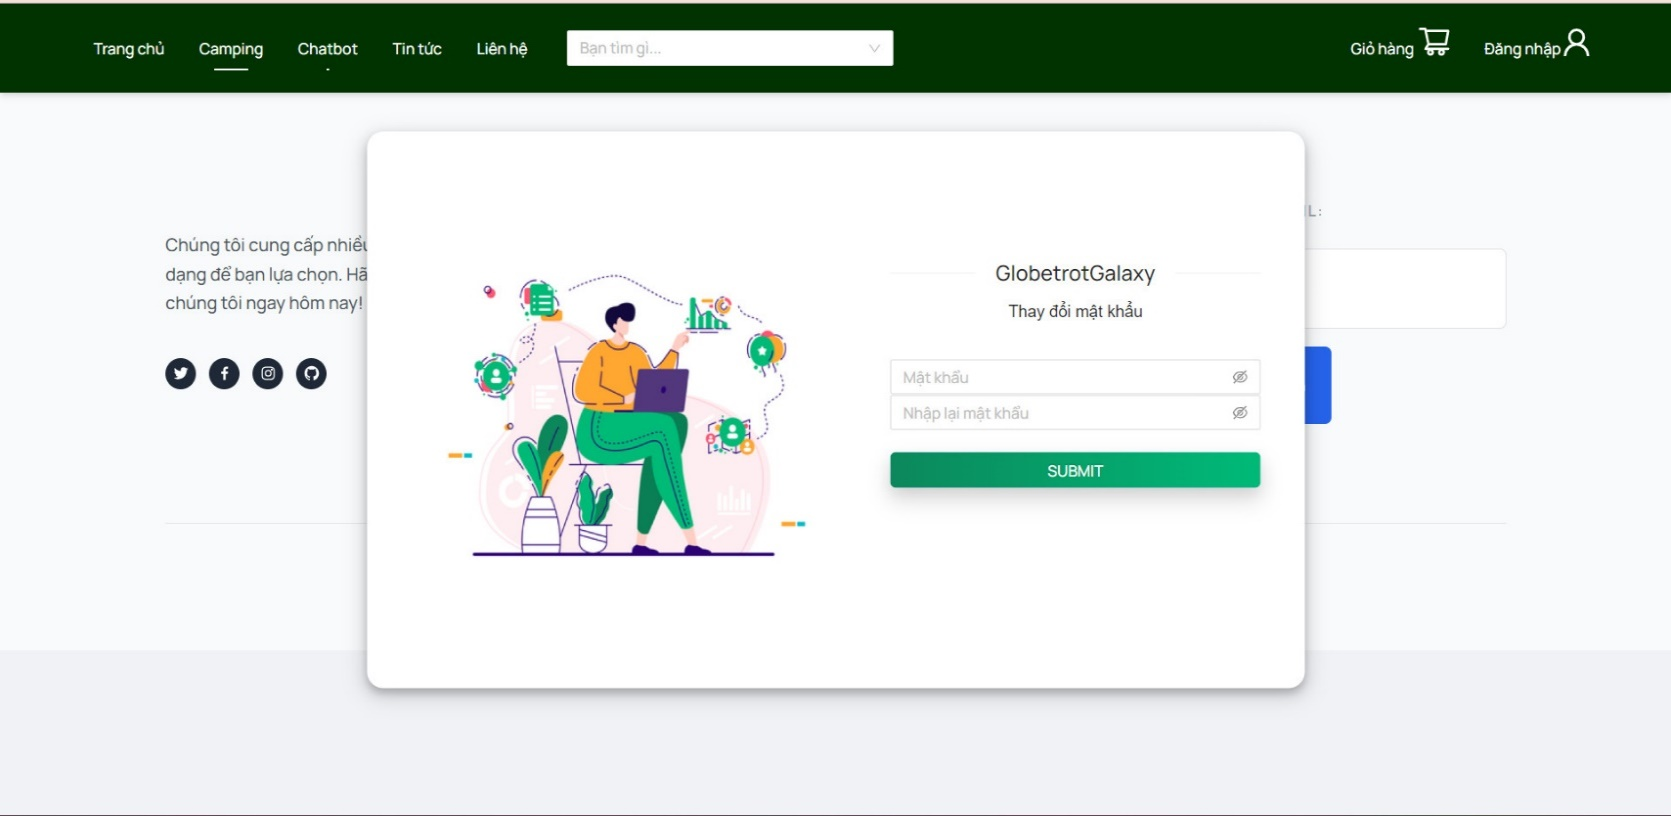 Trang chủ Camping Chatbot Tin tức Liên hệ Bạn tìm gì... Giỏ hàng Đăng nhập
IL:
Chúng tôi cung cấp nhiều
dạng để bạn lựa chọn. Hã
chúng tôi ngay hôm nay!
GlobetrotGalaxy
Thay đổi mật khẩu
Mật khẩu
Nhập lại mật khẩu
SUBMIT